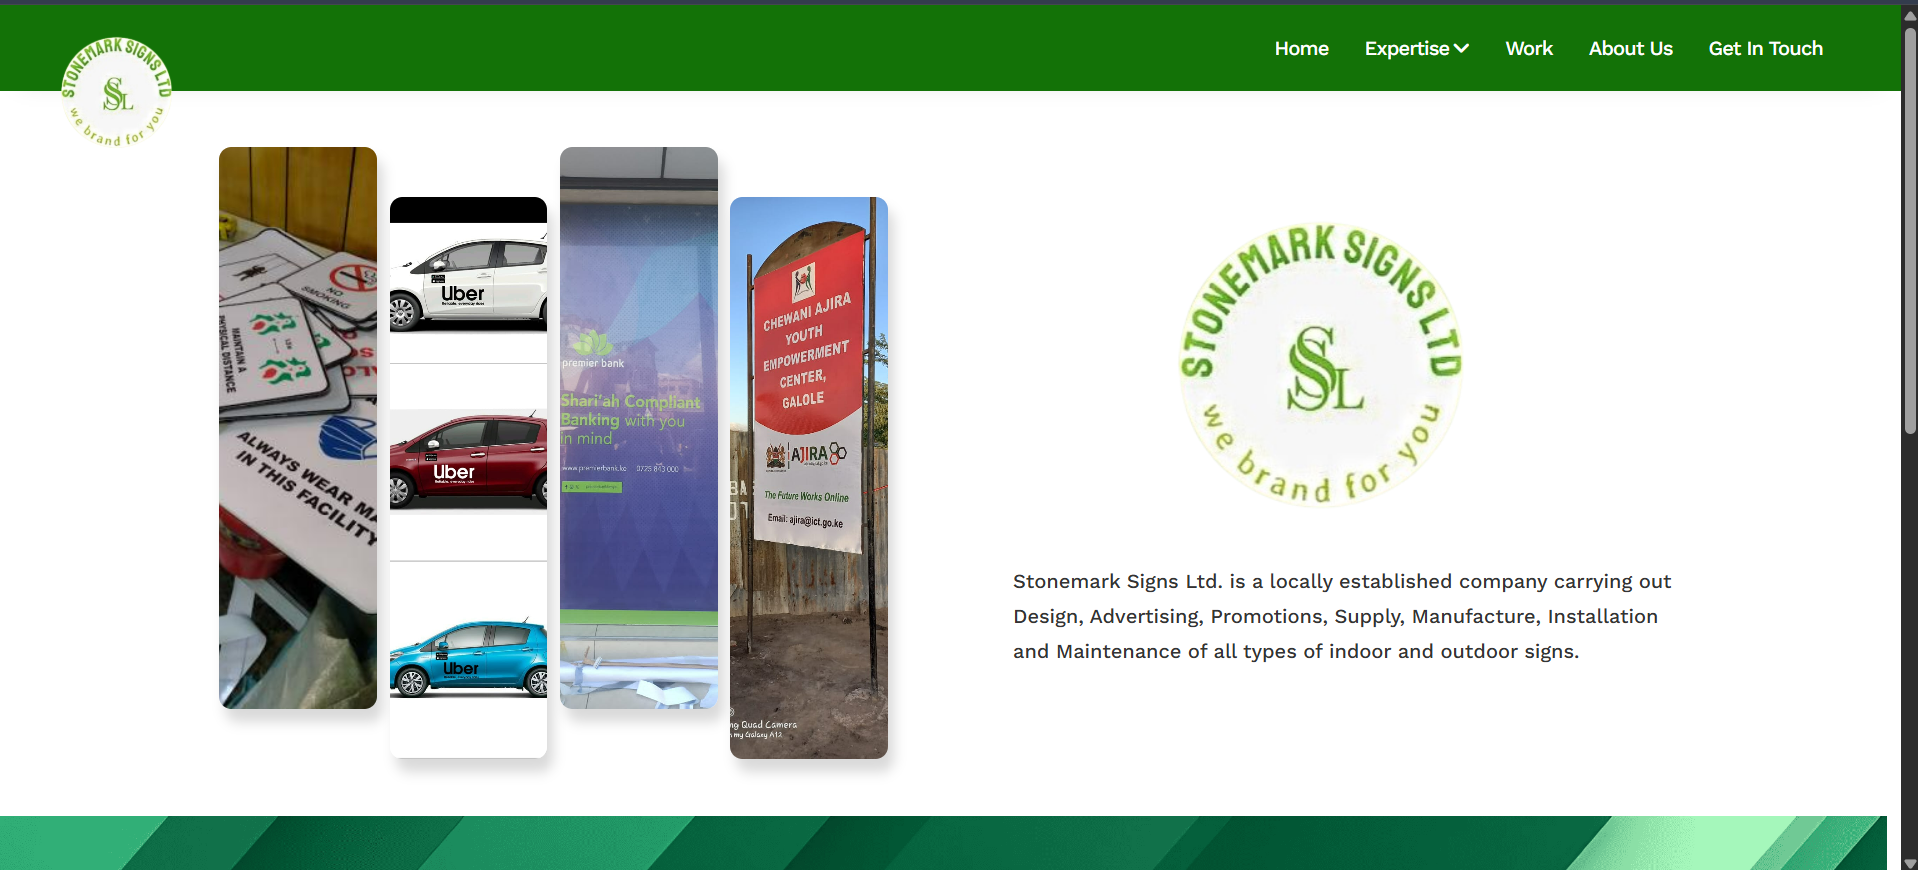 STONEMARK SIGNS LTD
SSL
we brand for you
Home
Expertise
Work
About Us
Get In Touch
NO
SMOKING
MAINTAIN A
PHYSICAL DISTANCE
ALWAYS WEAR MA
IN THIS FACILITY
Uber
Uber
Uber
premier bank
Shari'ah Compliant
Banking with you
in mind
www.premierbank.ke 0725 843 000
CHEWANI AJIRA
YOUTH
EMPOWERMENT
CENTER,
GALOLE
AJIRA
The Future Works Online
Email: ajira@ict.go.ke
ng Quad Camera
my Galaxy A12
STONEMARK SIGNS LTD
SSL
we brand for you
Stonemark Signs Ltd. is a locally established company carrying out
Design, Advertising, Promotions, Supply, Manufacture, Installation
and Maintenance of all types of indoor and outdoor signs.